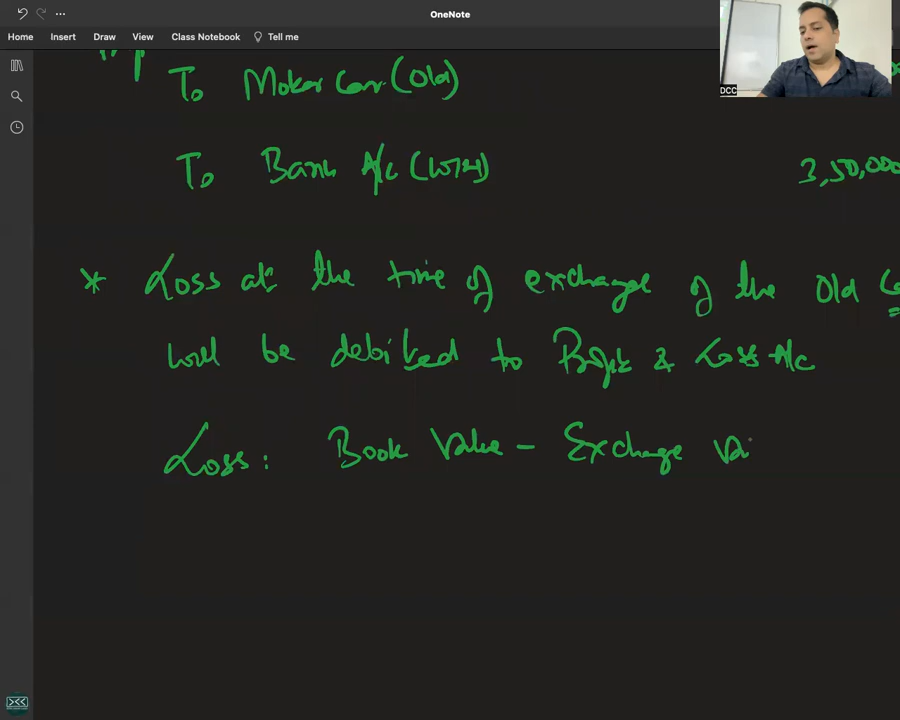 OneNote
Home Insert Draw View Class Notebook Tell me
DCC
To Motor Car (Old)
To Bank A/c (WN4)
3,50,000
* Loss at the time of exchange of the Old
will be debited to Profit & Loss A/c
Loss: Book Value - Exchange Va